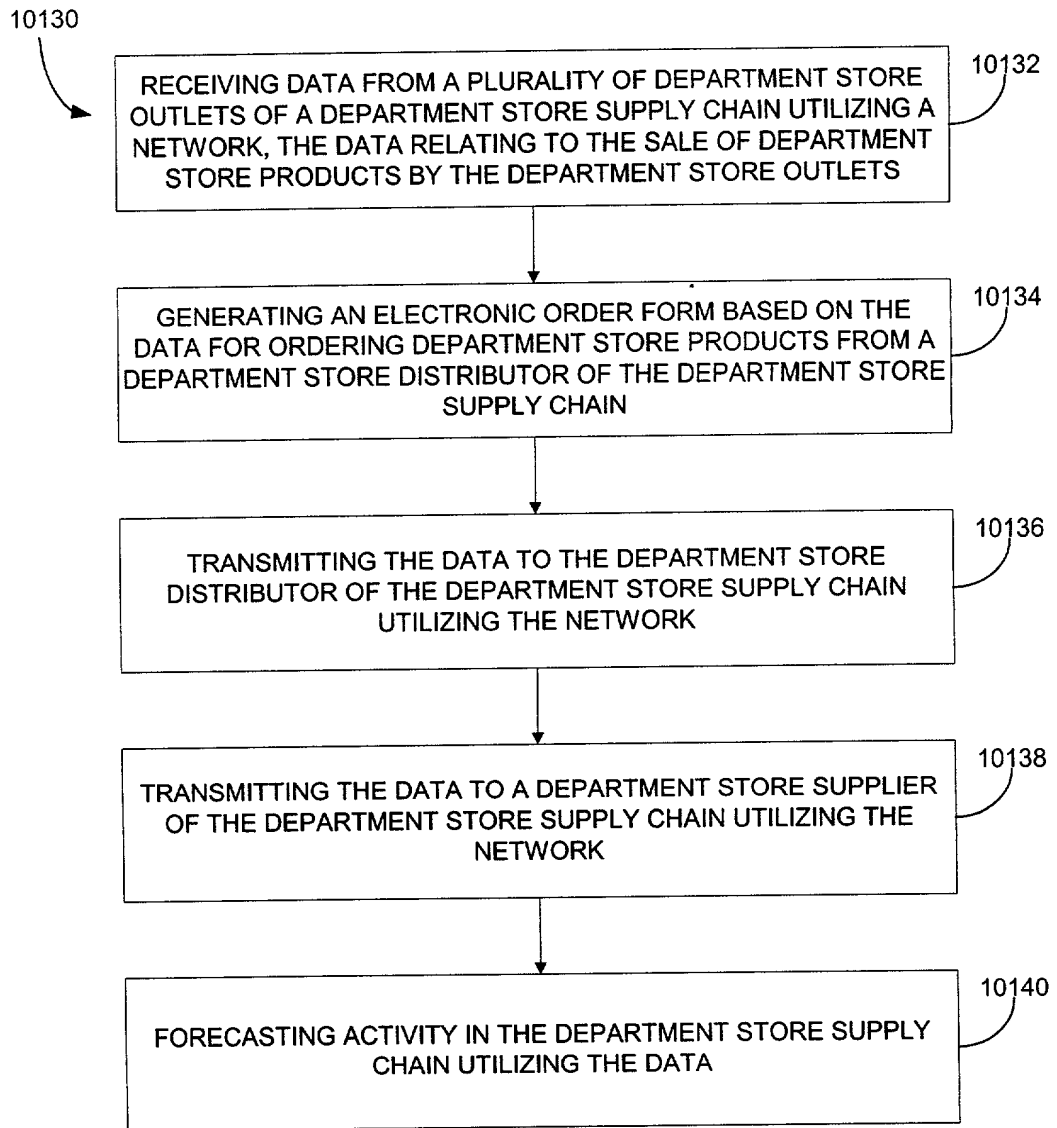 10130
10132
RECEIVING DATA FROM A PLURALITY OF DEPARTMENT STORE
OUTLETS OF A DEPARTMENT STORE SUPPLY CHAIN UTILIZING A
NETWORK, THE DATA RELATING TO THE SALE OF DEPARTMENT
STORE PRODUCTS BY THE DEPARTMENT STORE OUTLETS
10134
GENERATING AN ELECTRONIC ORDER FORM BASED ON THE
DATA FOR ORDERING DEPARTMENT STORE PRODUCTS FROM A
DEPARTMENT STORE DISTRIBUTOR OF THE DEPARTMENT STORE
SUPPLY CHAIN
10136
TRANSMITTING THE DATA TO THE DEPARTMENT STORE
DISTRIBUTOR OF THE DEPARTMENT STORE SUPPLY CHAIN
UTILIZING THE NETWORK
10138
TRANSMITTING THE DATA TO A DEPARTMENT STORE SUPPLIER
OF THE DEPARTMENT STORE SUPPLY CHAIN UTILIZING THE
NETWORK
10140
FORECASTING ACTIVITY IN THE DEPARTMENT STORE SUPPLY
CHAIN UTILIZING THE DATA